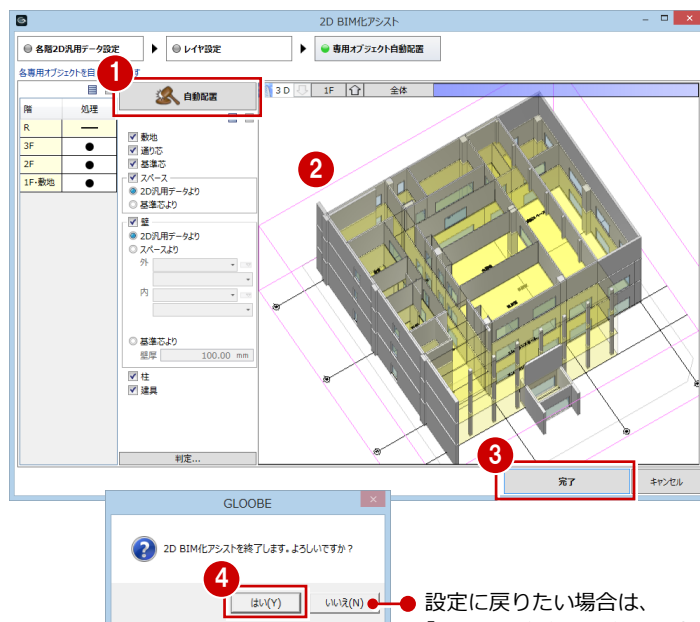 2D BIM化アシスト
各階2D汎用データ設定
レイヤ設定
専用オブジェクト自動配置
各専用オブジェクトを自
す
1
自動配置
3 D
1F
全体
階
処理
R
3F
2F
1F・敷地
敷地
通り芯
基準芯
スペース
2D汎用データより
基準芯より
壁
2D汎用データより
スペースより
外
内
基準芯より
壁厚
100.00 mm
柱
建具
判定...
2
3
完了
キャンセル
GLOOBE
2D BIM化アシストを終了します。よろしいですか？
4
はい(Y)
いいえ(N)
設定に戻りたい場合は、